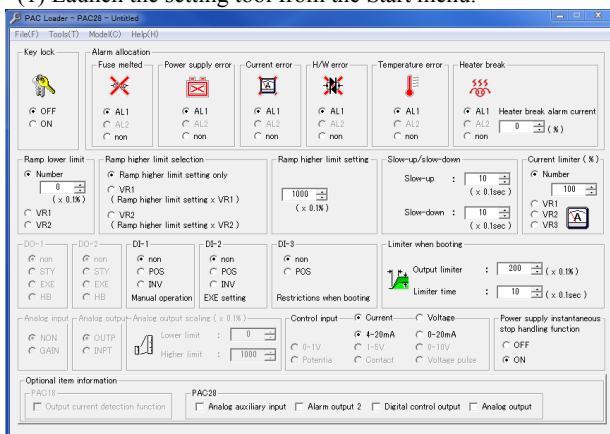 (1) Launch the setting tool from the Start menu.
PAC Loader - PAC28 - Untitled
File(F) Tools(T) Model(C) Help(H)
Key lock
OFF
ON
Alarm allocation
Fuse melted
AL1
AL2
non
Power supply error
AL1
AL2
non
Current error
A
AL1
AL2
non
H/W error
AL1
AL2
non
Temperature error
AL1
AL2
non
Heater break
AL1
AL2
non
Heater break alarm current
0 (%)
Ramp lower limit
Number
0
(x 0.1%)
VR1
VR2
Ramp higher limit selection
Ramp higher limit setting only
VR1
(Ramp higher limit setting x VR1)
VR2
(Ramp higher limit setting x VR2)
Ramp higher limit setting
1000
(x 0.1%)
Slow-up/slow-down
Slow-up : 10
(x 0.1sec)
Slow-down : 10
(x 0.1sec)
Current limiter (%)
Number
100
VR1
VR2
VR3
A
DO-1
non
STY
EXE
HB
DO-2
non
STY
EXE
HB
DI-1
non
POS
INV
Manual operation
DI-2
non
POS
INV
EXE setting
DI-3
non
POS
Restrictions when booting
Limiter when booting
Output limiter : 200 (x 0.1%)
Limiter time : 10 (x 0.1sec)
Analog input
NON
GAIN
Analog output
OUTP
INPT
Analog output scaling (x 0.1%)
Lower limit : 0
Higher limit : 1000
Control input
Current Voltage
4-20mA 0-20mA
0-1V 1-5V 0-10V
Potentia Contact Voltage pulse
Power supply instantaneous
stop handling function
OFF
ON
Optional item information
PAC18
Output current detection function
PAC28
Analog auxiliary input Alarm output 2 Digital control output Analog output